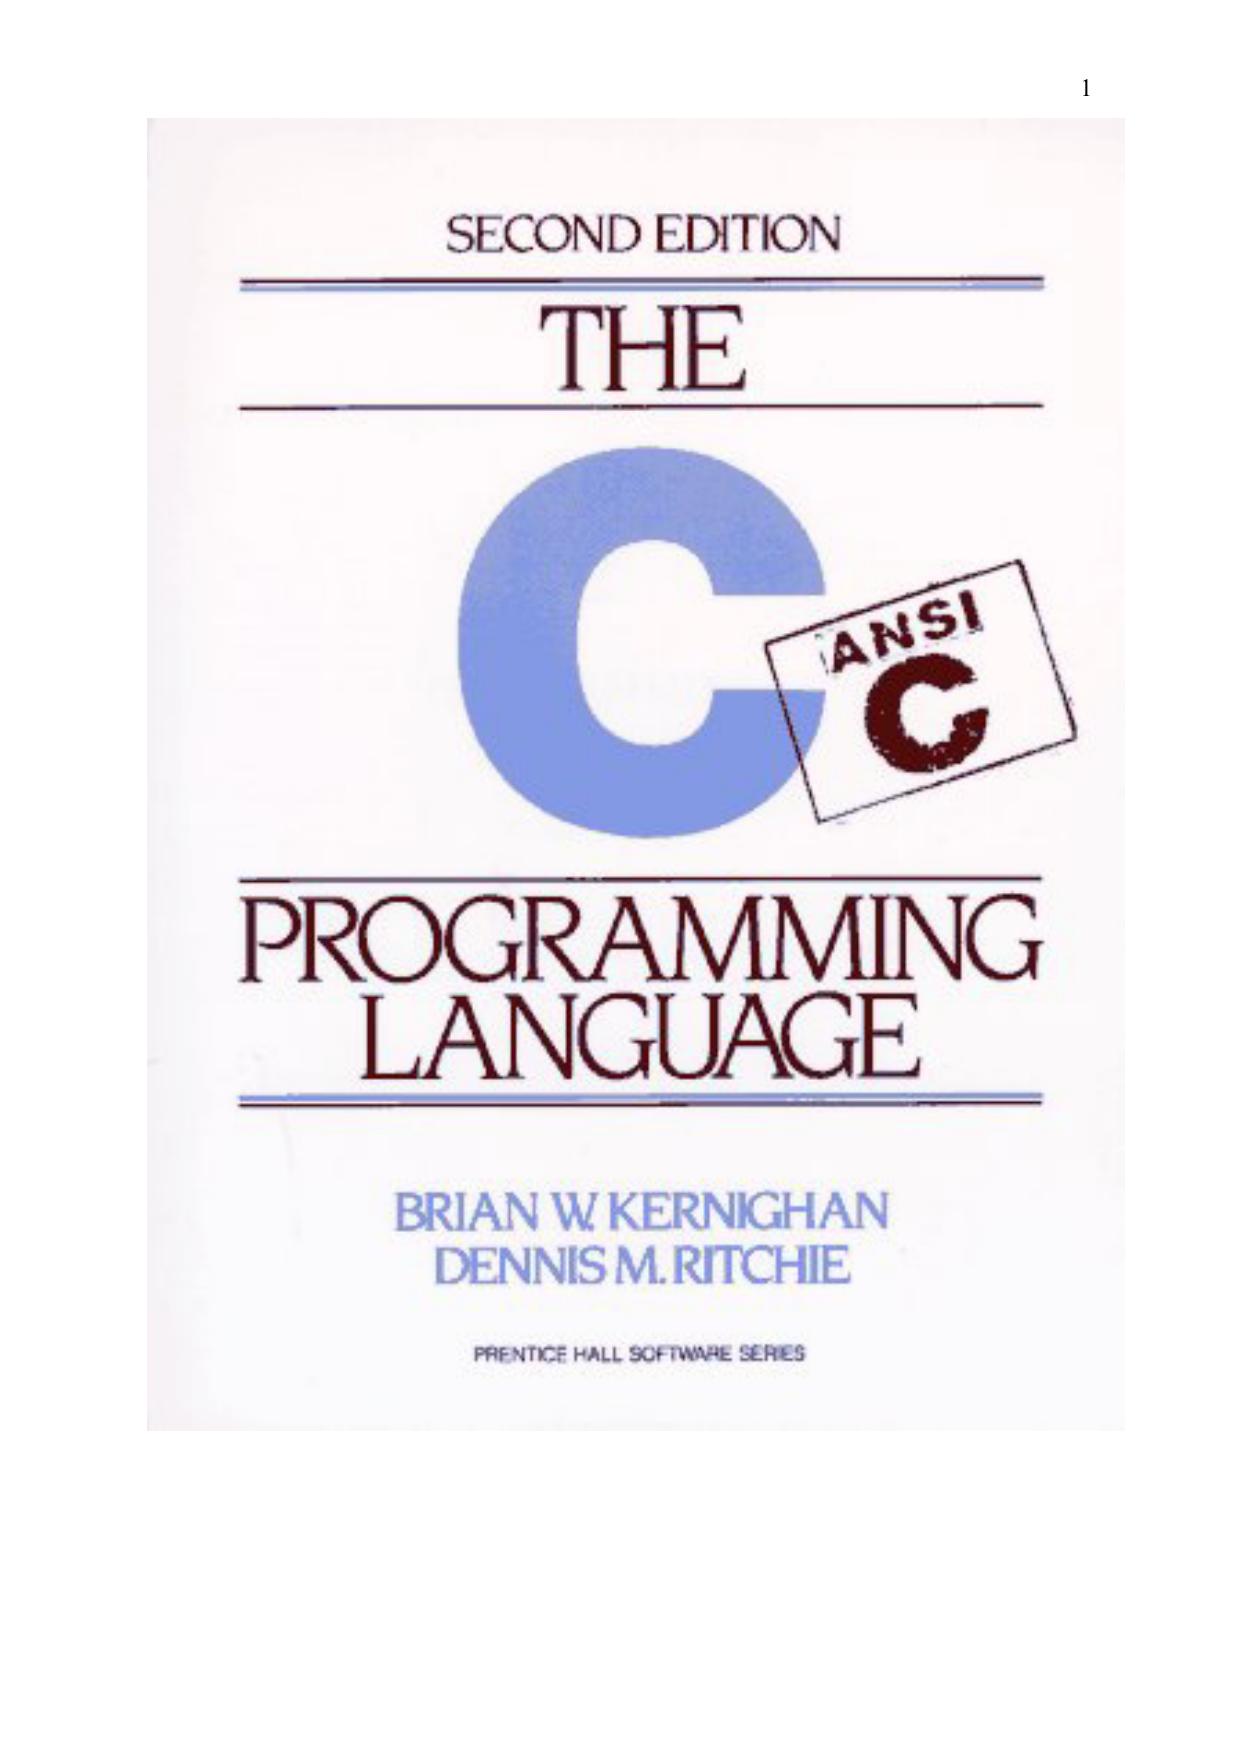 1
SECOND EDITION
THE
C
ANSI
C
PROGRAMMING
LANGUAGE
BRIAN W. KERNIGHAN
DENNIS M. RITCHIE
PRENTICE HALL SOFTWARE SERIES